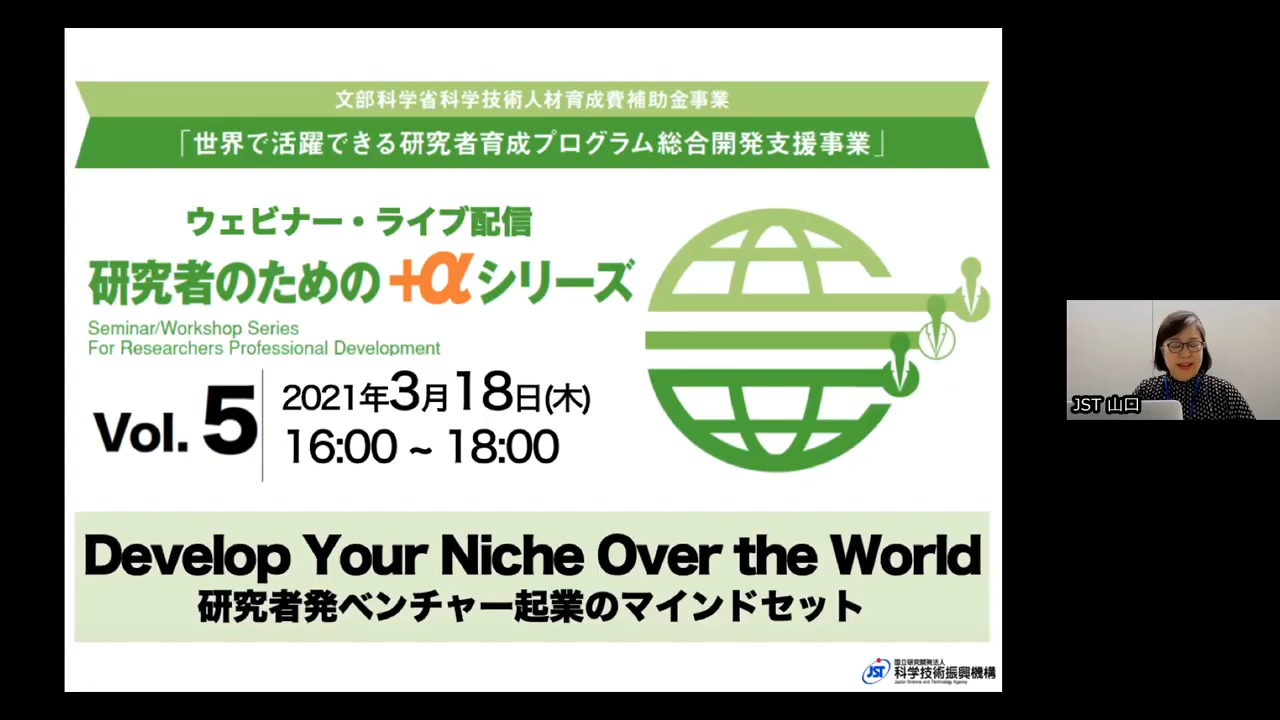 文部科学省科学技術人材育成費補助金事業
「世界で活躍できる研究者育成プログラム総合開発支援事業」
ウェビナー・ライブ配信
研究者のための+αシリーズ
Seminar/Workshop Series
For Researchers Professional Development
Vol. 5
2021年3月18日(木)
16:00 ~ 18:00
Develop Your Niche Over the World
研究者発ベンチャー起業のマインドセット
JST
国立研究開発法人
科学技術振興機構
Japan Science and Technology Agency
JST 山口